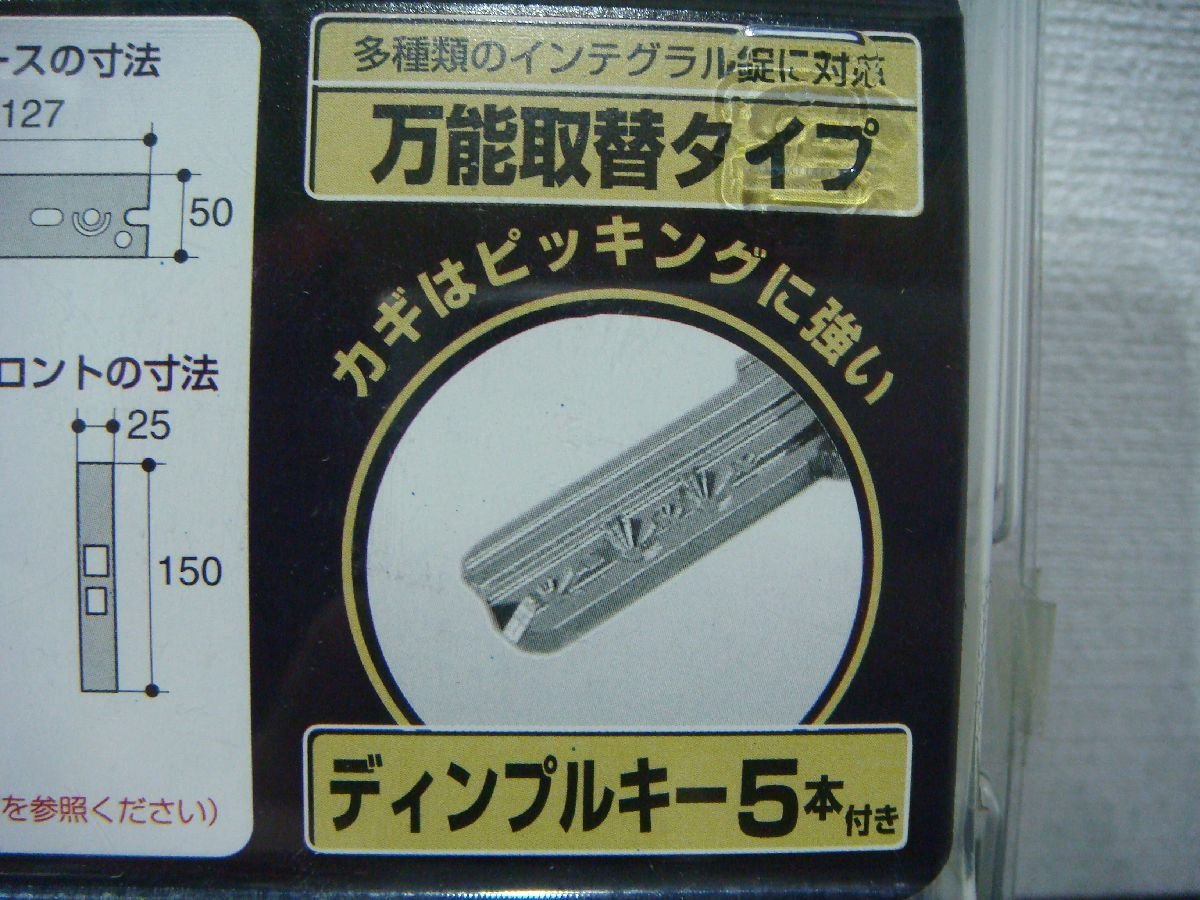 ースの寸法
127
50
ロントの寸法
25
150
を参照ください)
多種類のインテグラル錠に対応
万能取替タイプ
カギはピッキングに強い
ディンプルキー5本付き